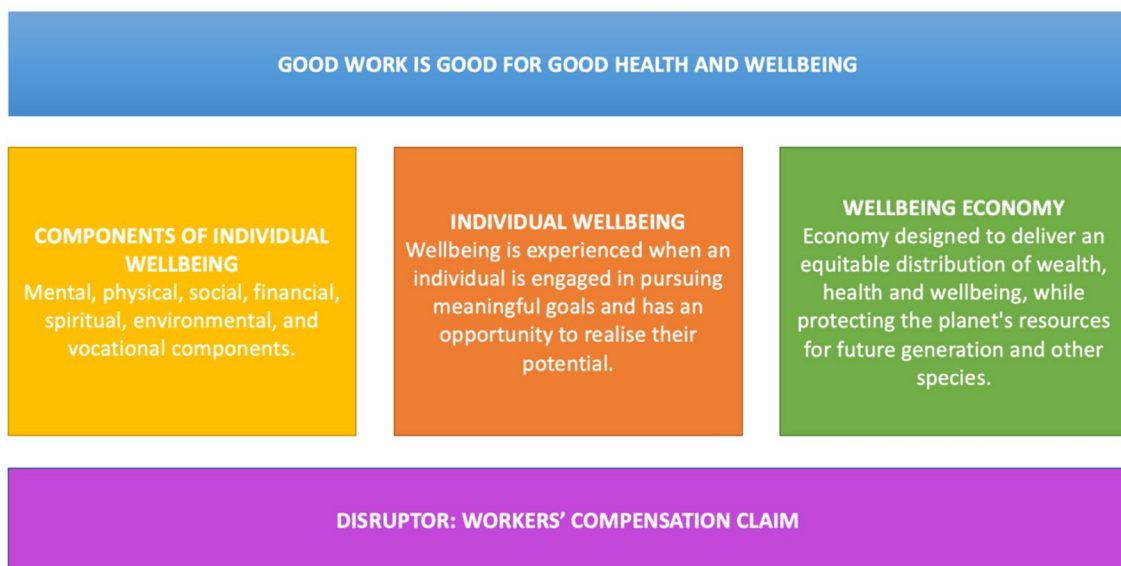 GOOD WORK IS GOOD FOR GOOD HEALTH AND WELLBEING
COMPONENTS OF INDIVIDUAL
WELLBEING
Mental, physical, social, financial,
spiritual, environmental, and
vocational components.
INDIVIDUAL WELLBEING
Wellbeing is experienced when an
individual is engaged in pursuing
meaningful goals and has an
opportunity to realise their
potential.
WELLBEING ECONOMY
Economy designed to deliver an
equitable distribution of wealth,
health and wellbeing, while
protecting the planet's resources
for future generation and other
species.
DISRUPTOR: WORKERS’ COMPENSATION CLAIM